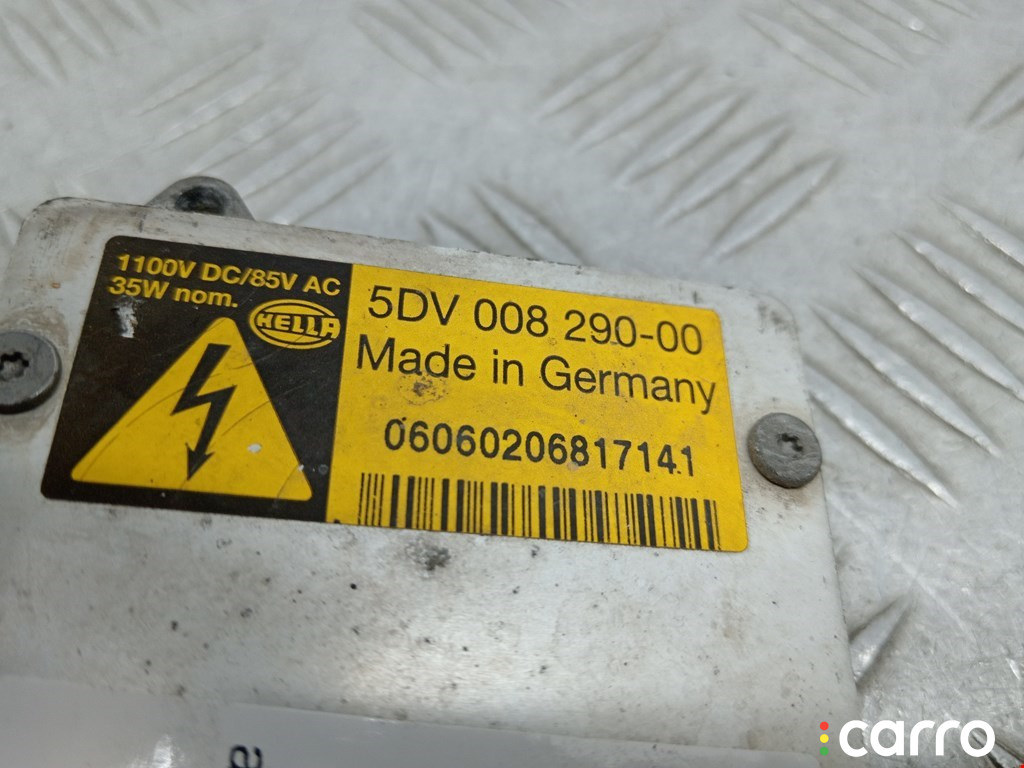 1100V DC/85V AC
35W nom.
HELLA
5DV 008 290-00
Made in Germany
06060206817141
carro